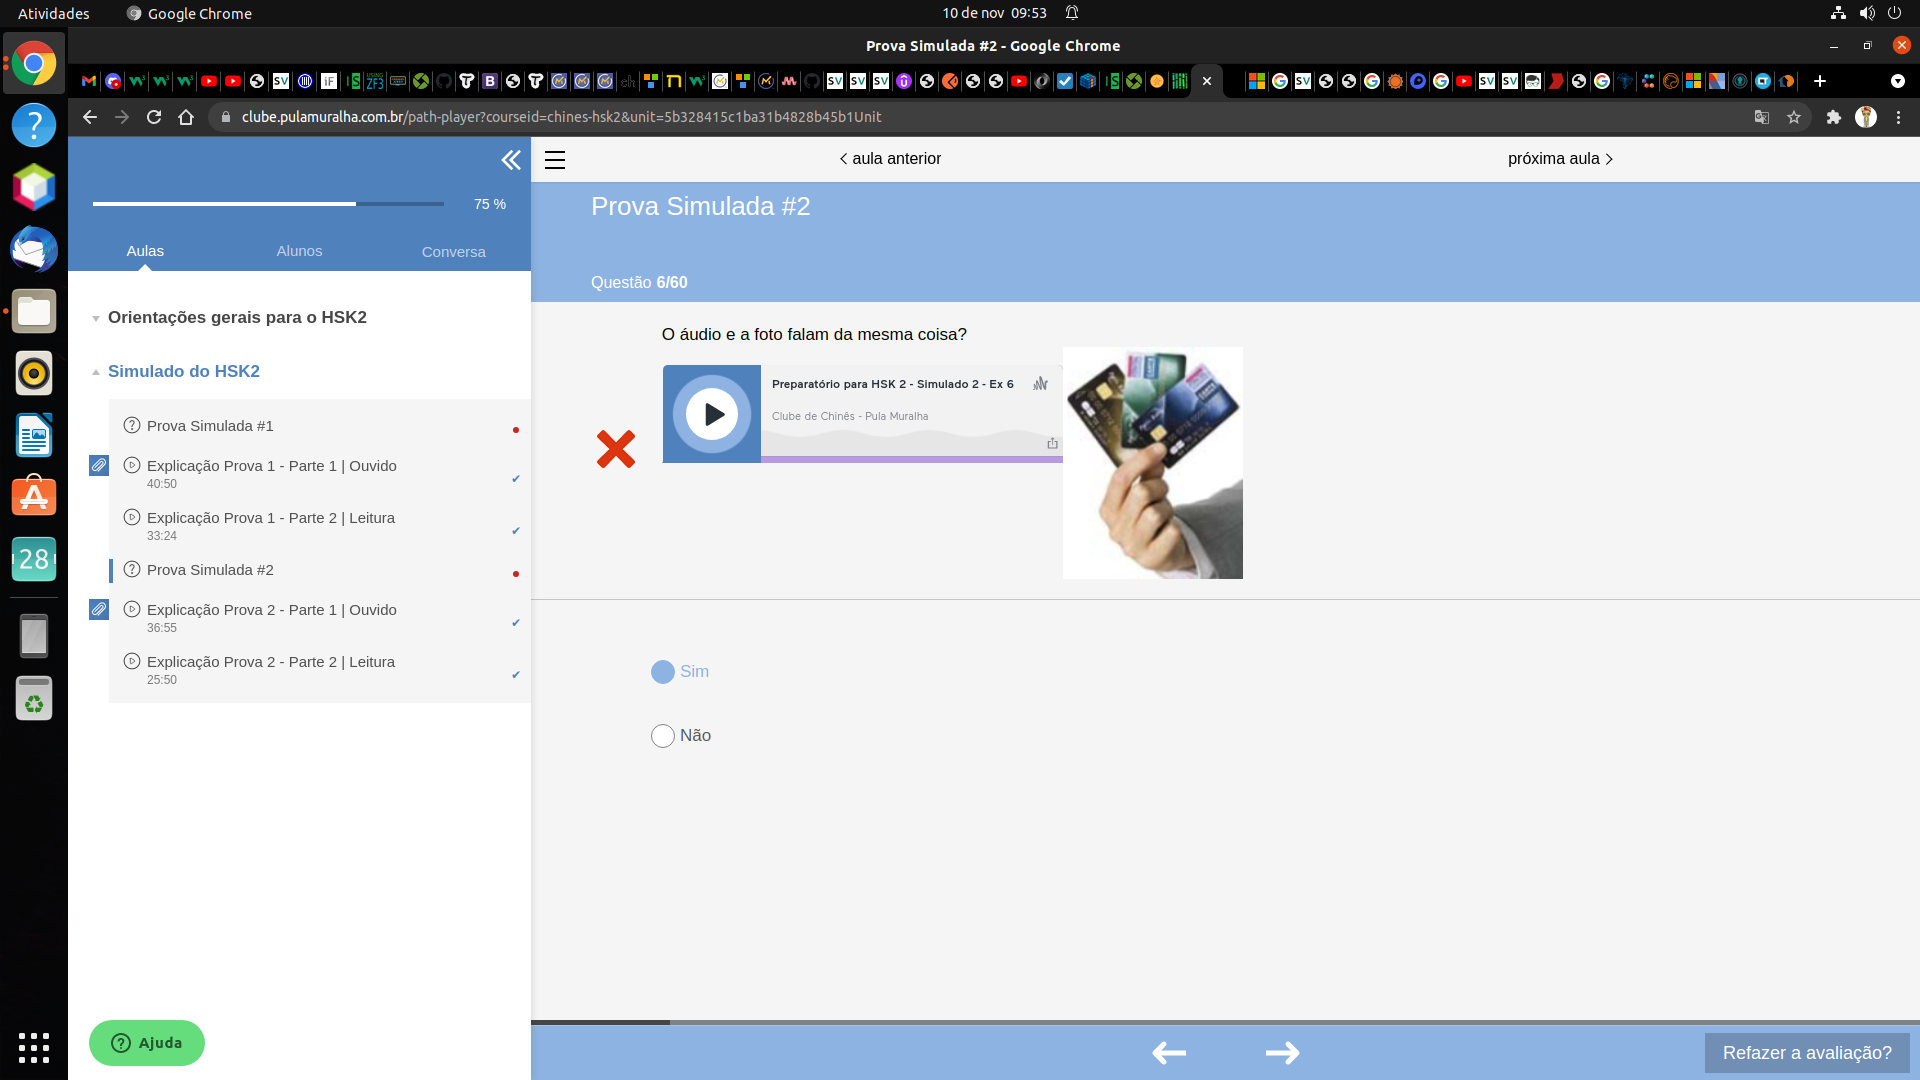 Atividades
Google Chrome
10 de nov 09:53
Prova Simulada #2 - Google Chrome
clube.pulamuralha.com.br/path-player?courseid=chines-hsk2&unit=5b328415c1ba31b4828b45b1Unit
75 %
Aulas
Alunos
Conversa
Orientações gerais para o HSK2
Simulado do HSK2
Prova Simulada #1
Explicação Prova 1 - Parte 1 | Ouvido
40:50
Explicação Prova 1 - Parte 2 | Leitura
33:24
Prova Simulada #2
Explicação Prova 2 - Parte 1 | Ouvido
36:55
Explicação Prova 2 - Parte 2 | Leitura
25:50
Ajuda
aula anterior
próxima aula
Prova Simulada #2
Questão 6/60
O áudio e a foto falam da mesma coisa?
Preparatório para HSK 2 - Simulado 2 - Ex 6
Clube de Chinês - Pula Muralha
Sim
Não
Refazer a avaliação?
28